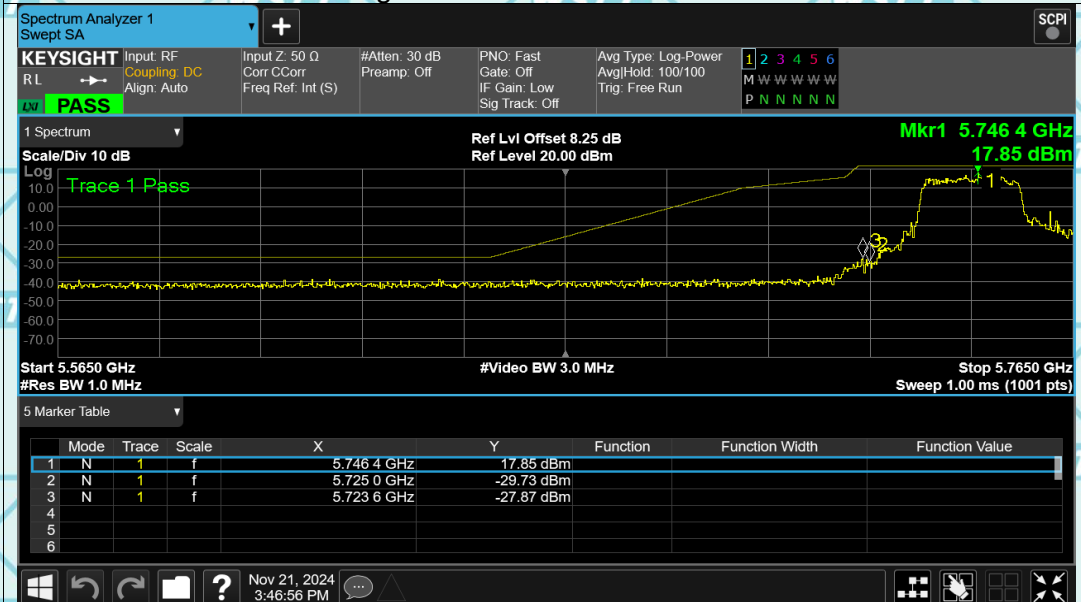 Spectrum Analyzer 1
Swept SA
+
SCPI
KEYSIGHT Input: RF Input Z: 50 Ω #Atten: 30 dB PNO: Fast Avg Type: Log-Power 1 2 3 4 5 6
R L Coupling: DC Corr CCorr Preamp: Off Gate: Off Avg|Hold: 100/100 M W W W W W
Align: Auto Freq Ref: Int (S) IF Gain: Low Trig: Free Run P N N N N N
LXI PASS Sig Track: Off
1 Spectrum Ref Lvl Offset 8.25 dB Mkr1 5.746 4 GHz
Scale/Div 10 dB Ref Level 20.00 dBm 17.85 dBm
Log
Trace 1 Pass
10.0
0.00
-10.0
-20.0
-30.0
-40.0
-50.0
-60.0
-70.0
1
3
2
Start 5.5650 GHz #Video BW 3.0 MHz Stop 5.7650 GHz
#Res BW 1.0 MHz Sweep 1.00 ms (1001 pts)
5 Marker Table
Mode Trace Scale X Y Function Function Width Function Value
1 N 1 f 5.746 4 GHz 17.85 dBm
2 N 1 f 5.725 0 GHz -29.73 dBm
3 N 1 f 5.723 6 GHz -27.87 dBm
4
5
6
? Nov 21, 2024
3:46:56 PM